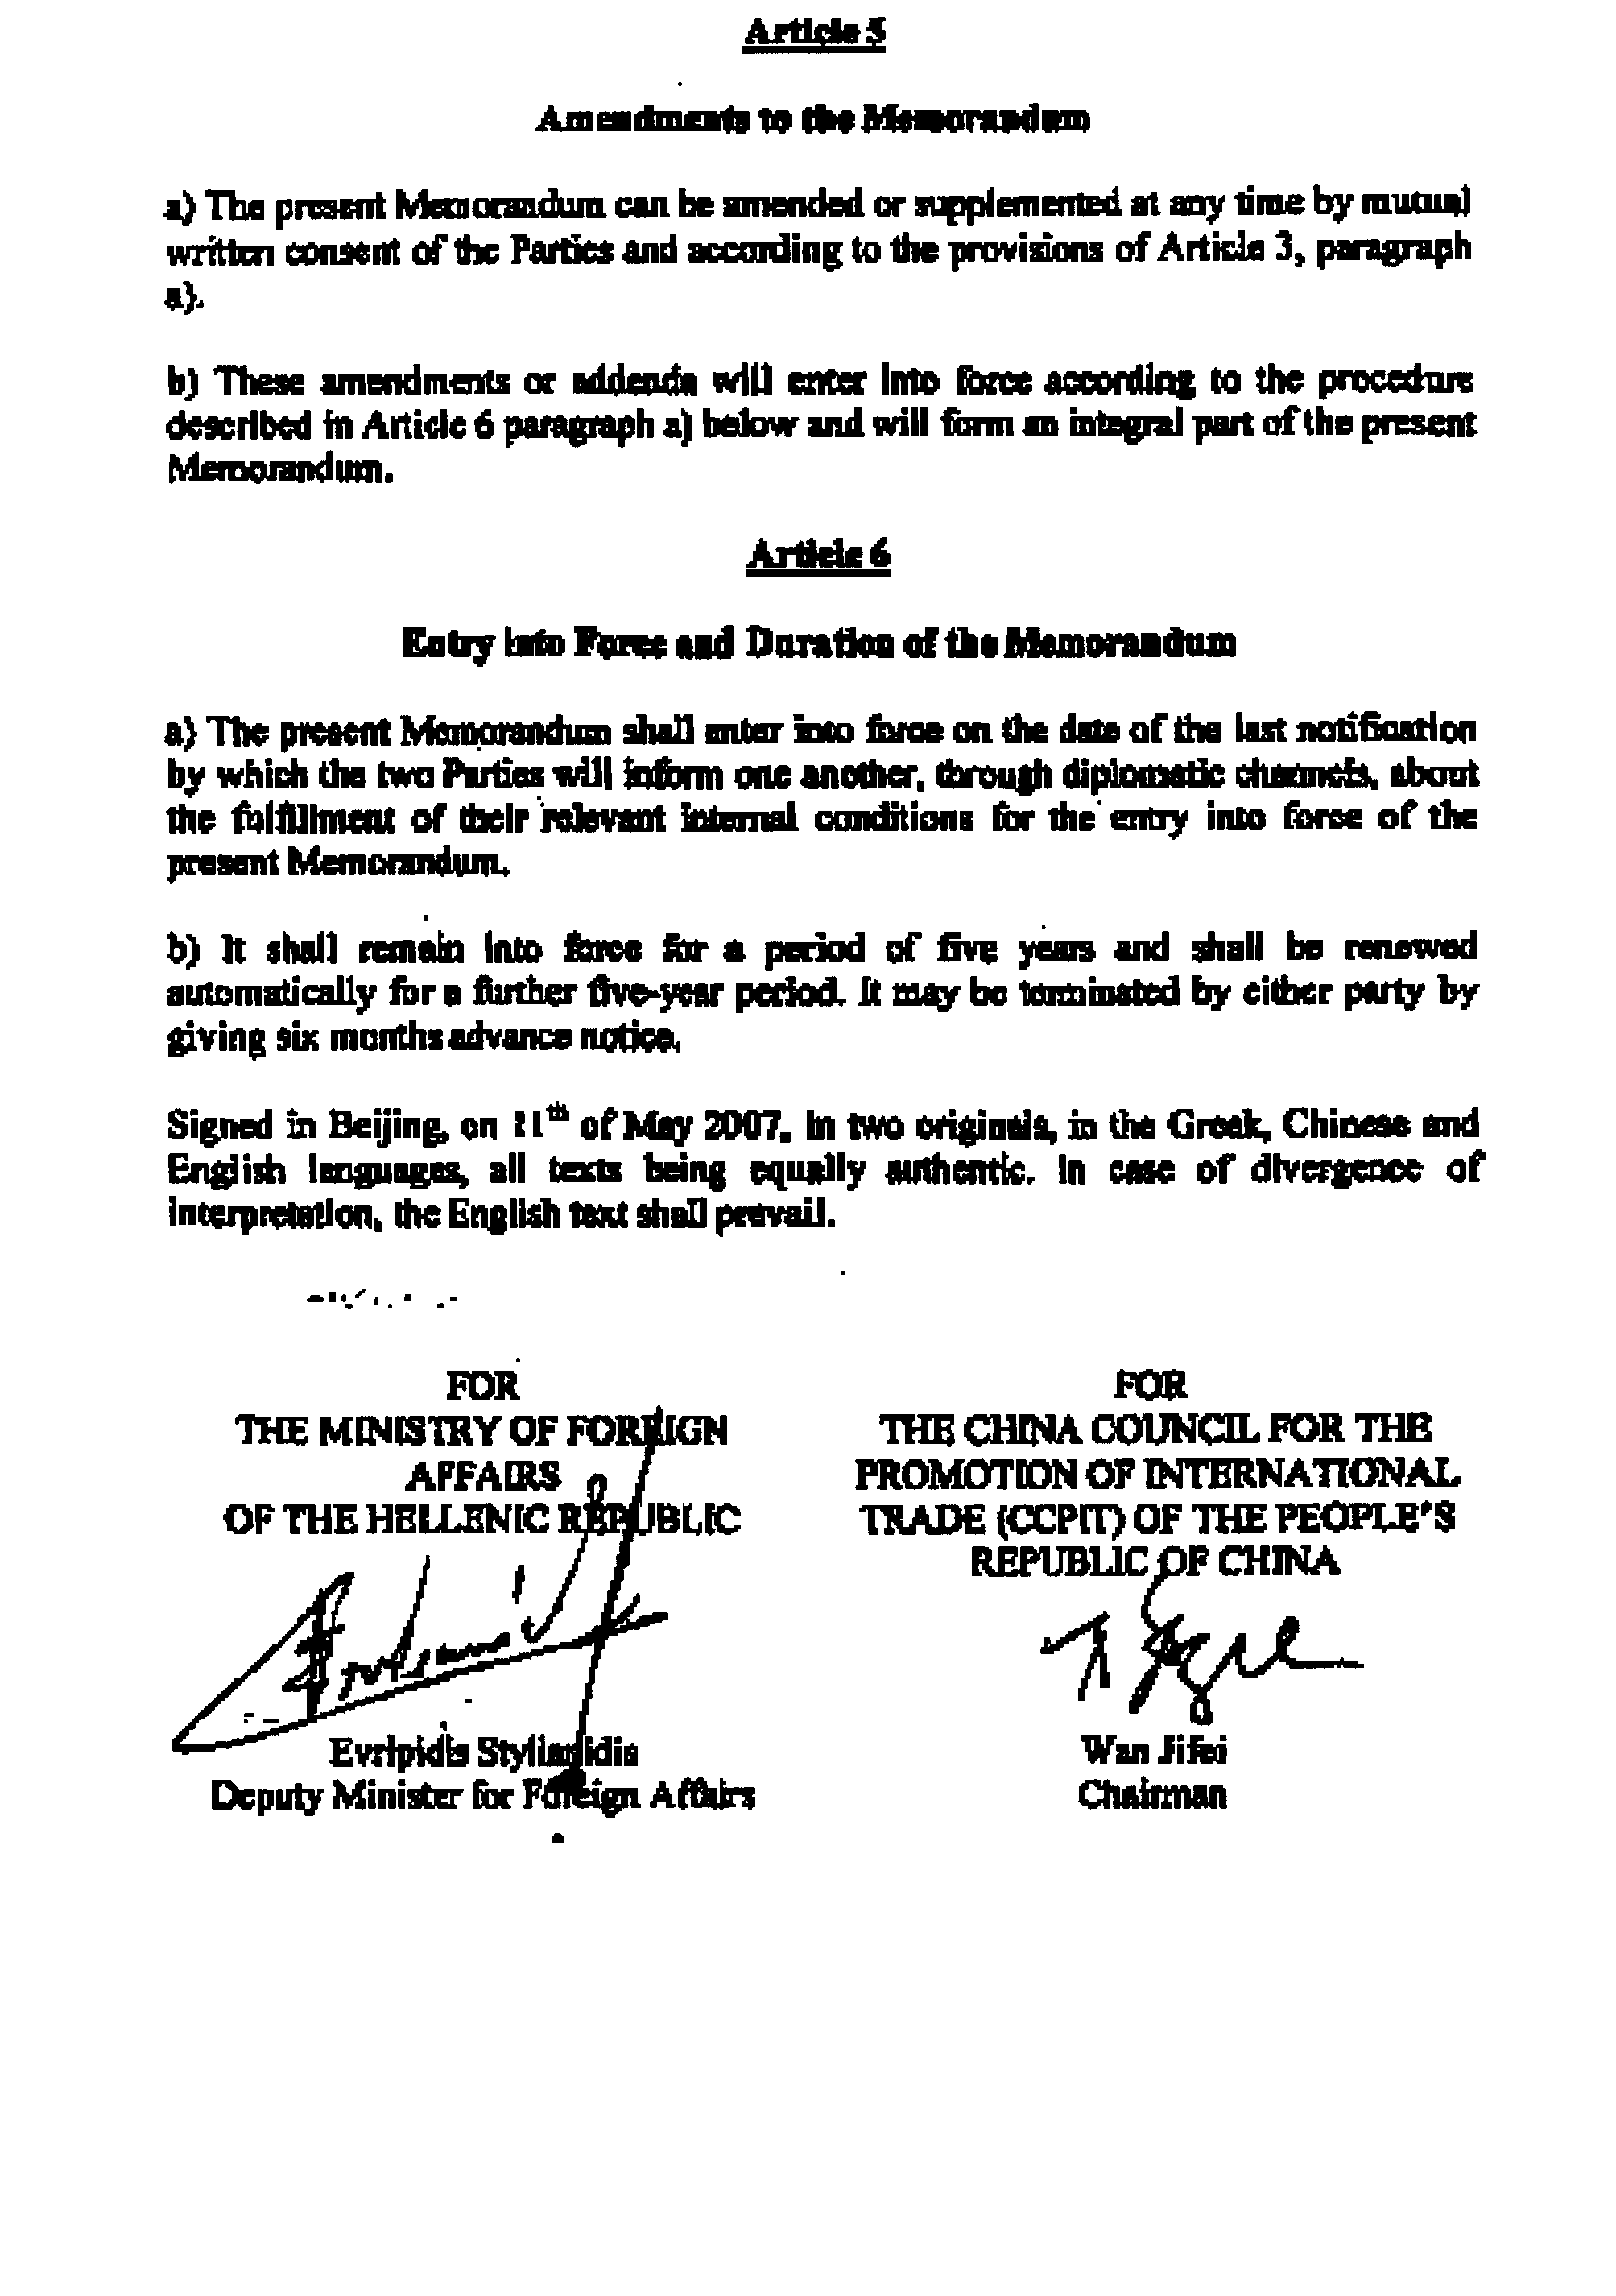 Article 5
Amendments to the Memorandum
a) The present Memorandum can be amended or supplemented at any time by mutual
written consent of the Parties and according to the provisions of Article 3, paragraph
a).
b) These amendments or addenda will enter into force according to the procedure
described in Article 6 paragraph a) below and will form an integral part of the present
Memorandum.
Article 6
Entry into Force and Duration of the Memorandum
a) The present Memorandum shall enter into force on the date of the last notification
by which the two Parties will inform one another, through diplomatic channels, about
the fulfillment of their relevant internal conditions for the entry into force of the
present Memorandum.
b) It shall remain into force for a period of five years and shall be renewed
automatically for a further five-year period. It may be terminated by either party by
giving six months advance notice.
Signed in Beijing, on 11th of May 2007, in two originals, in the Greek, Chinese and
English languages, all texts being equally authentic. In case of divergence of
interpretation, the English text shall prevail.
FOR
THE MINISTRY OF FOREIGN
AFFAIRS
OF THE HELLENIC REPUBLIC
Evripidis Stylianidis
Deputy Minister for Foreign Affairs
FOR
THE CHINA COUNCIL FOR THE
PROMOTION OF INTERNATIONAL
TRADE (CCPIT) OF THE PEOPLE'S
REPUBLIC OF CHINA
Wan Jifei
Chairman